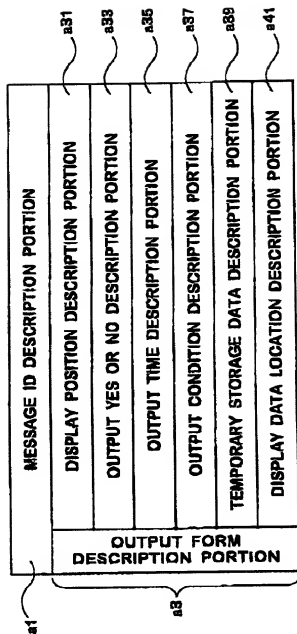 a1
MESSAGE ID DESCRIPTION PORTION
a3
OUTPUT FORM
DESCRIPTION PORTION
DISPLAY POSITION DESCRIPTION PORTION
a31
OUTPUT YES OR NO DESCRIPTION PORTION
a33
OUTPUT TIME DESCRIPTION PORTION
a35
OUTPUT CONDITION DESCRIPTION PORTION
a37
TEMPORARY STORAGE DATA DESCRIPTION PORTION
a39
DISPLAY DATA LOCATION DESCRIPTION PORTION
a41